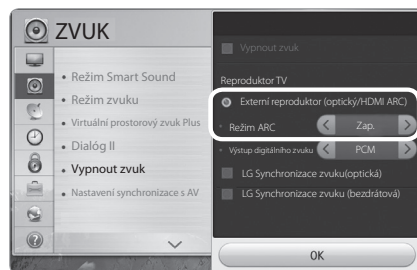 ZVUK
Režim Smart Sound
Režim zvuku
Virtuální prostorový zvuk Plus
Dialóg II
Vypnout zvuk
Nastavení synchronizace s AV
Vypnout zvuk
Reproduktor TV
Externí reproduktor (optický/HDMI ARC)
Režim ARC
Zap.
Výstup digitálního zvuku
PCM
LG Synchronizace zvuku(optická)
LG Synchronizace zvuku (bezdrátová)
OK